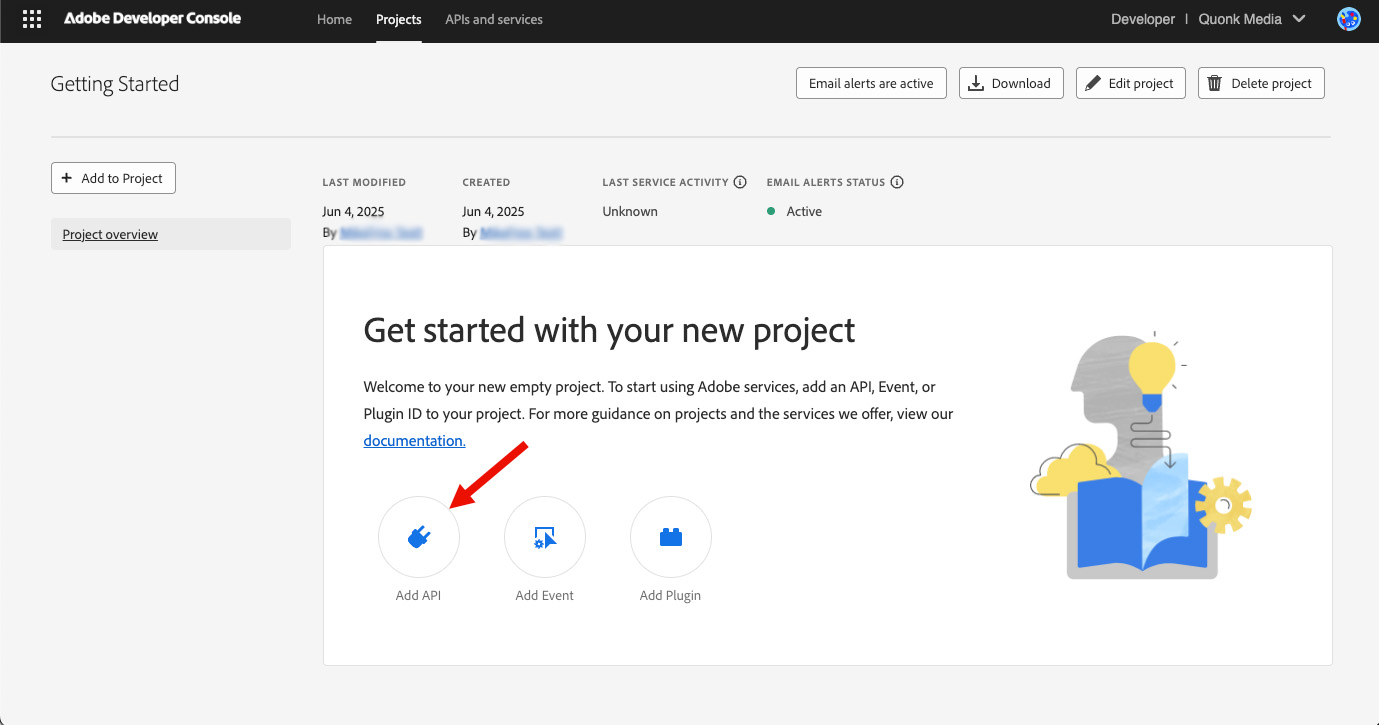 Adobe Developer Console
Home Projects APIs and services
Developer | Quonk Media
Getting Started
Email alerts are active
Download
Edit project
Delete project
+ Add to Project
Project overview
LAST MODIFIED
Jun 4, 2025
By
CREATED
Jun 4, 2025
By
LAST SERVICE ACTIVITY
Unknown
EMAIL ALERTS STATUS
Active
Get started with your new project
Welcome to your new empty project. To start using Adobe services, add an API, Event, or
Plugin ID to your project. For more guidance on projects and the services we offer, view our
documentation.
Add API
Add Event
Add Plugin